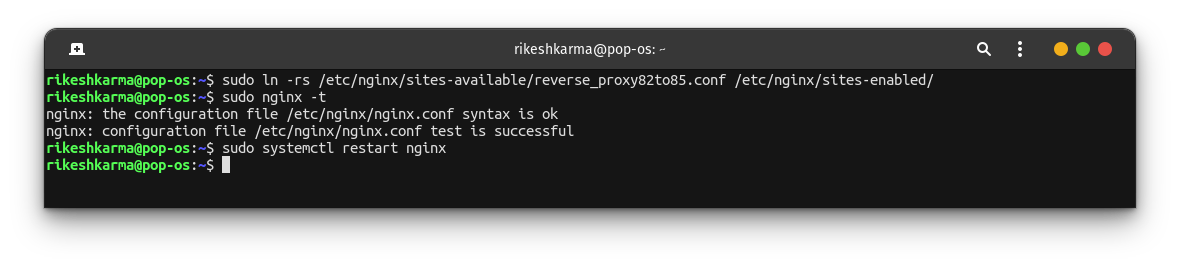 rikeshkarma@pop-os: ~
rikeshkarma@pop-os:~$ sudo ln -rs /etc/nginx/sites-available/reverse_proxy82to85.conf /etc/nginx/sites-enabled/
rikeshkarma@pop-os:~$ sudo nginx -t
nginx: the configuration file /etc/nginx/nginx.conf syntax is ok
nginx: configuration file /etc/nginx/nginx.conf test is successful
rikeshkarma@pop-os:~$ sudo systemctl restart nginx
rikeshkarma@pop-os:~$